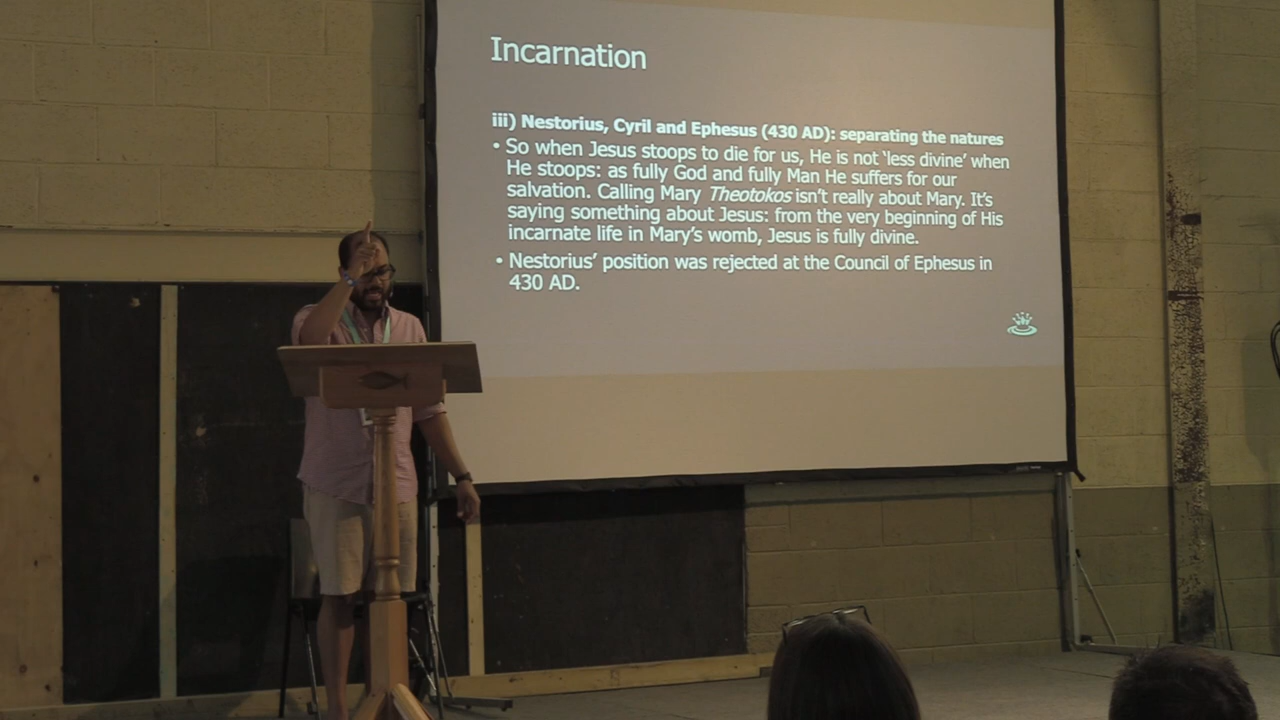 Incarnation
iii) Nestorius, Cyril and Ephesus (430 AD): separating the natures
• So when Jesus stoops to die for us, He is not ‘less divine’ when
He stoops: as fully God and fully Man He suffers for our
salvation. Calling Mary Theotokos isn’t really about Mary. It’s
saying something about Jesus: from the very beginning of His
incarnate life in Mary’s womb, Jesus is fully divine.
• Nestorius’ position was rejected at the Council of Ephesus in
430 AD.